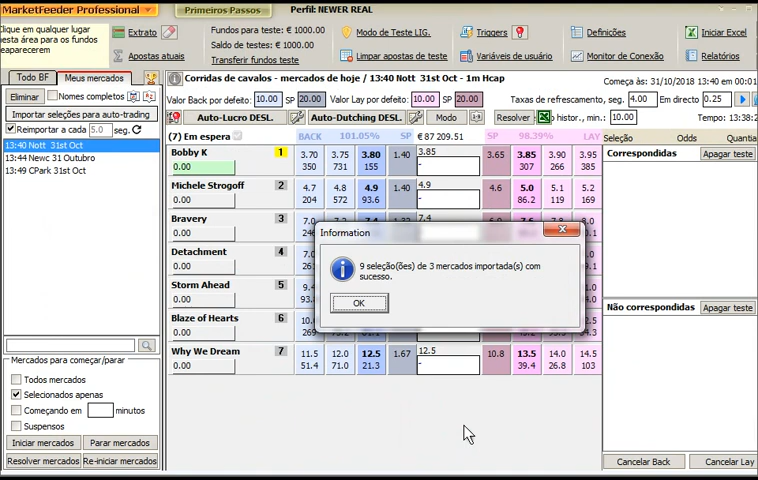 MarketFeeder Professional
Primeiros Passos
Perfil: NEWER REAL
Clique em qualquer lugar
nesta área para os fundos
reaparecerem
Extrato
Apostas atuais
Fundos para teste: € 1000.00
Saldo de testes: € 1000.00
Transferir fundos teste
Modo de Teste LIG.
Limpar apostas de teste
Triggers
Variáveis de usuário
Definições
Monitor de Conexão
Iniciar Excel
Relatórios
Todo BF
Meus mercados
Eliminar
Nomes completos
Importar seleções para auto-trading
Reimportar a cada 5.0 seg.
13:40 Nott 31st Oct
13:44 Newc 31 Outubro
13:49 CPark 31st Oct
Mercados para começar/parar
Todos mercados
Selecionados apenas
Começando em minutos
Suspensos
Iniciar mercados
Parar mercados
Resolver mercados
Re-iniciar mercados
Corridas de cavalos - mercados de hoje / 13:40 Nott 31st Oct - 1m Hcap
Começa às: 31/10/2018 13:40 em 00:01
Valor Back por defeito: 10.00 SP 20.00 Valor Lay por defeito: 10.00 SP 20.00
Taxas de refrescamento, seg. 4.00 Em directo 0.25
Auto-Lucro DESL.
Auto-Dutching DESL.
Modo
Resolver
histor., min.: 10.00
Tempo: 13:38:2
(7) Em espera
BACK 101.05% SP € 87 209.51 SP 98.39% LAY
Bobby K 1 3.70 3.75 3.80 1.40 3.85 3.65 3.85 3.90 3.95
0.00 350 731 155 - 307 266 385
Michele Strogoff 2 4.7 4.8 4.9 4.9 4.6 5.0 5.1 5.2
0.00 204 572 93.6 - 86.2 119 169
Bravery 3 7.4
0.00
Detachment 4
0.00
Storm Ahead 5
0.00
Blaze of Hearts 6
0.00
Why We Dream 7 11.5 12.0 12.5 1.67 12.5 10.8 13.5 14.0 14.5
0.00 51.4 71.0 21.3 - 39.4 26.8 103
Information
9 seleção(ões) de 3 mercados importada(s) com
sucesso.
OK
Seleção Odds Quantia
Correspondidas
Apagar teste
Não correspondidas
Apagar teste
Cancelar Back
Cancelar Lay